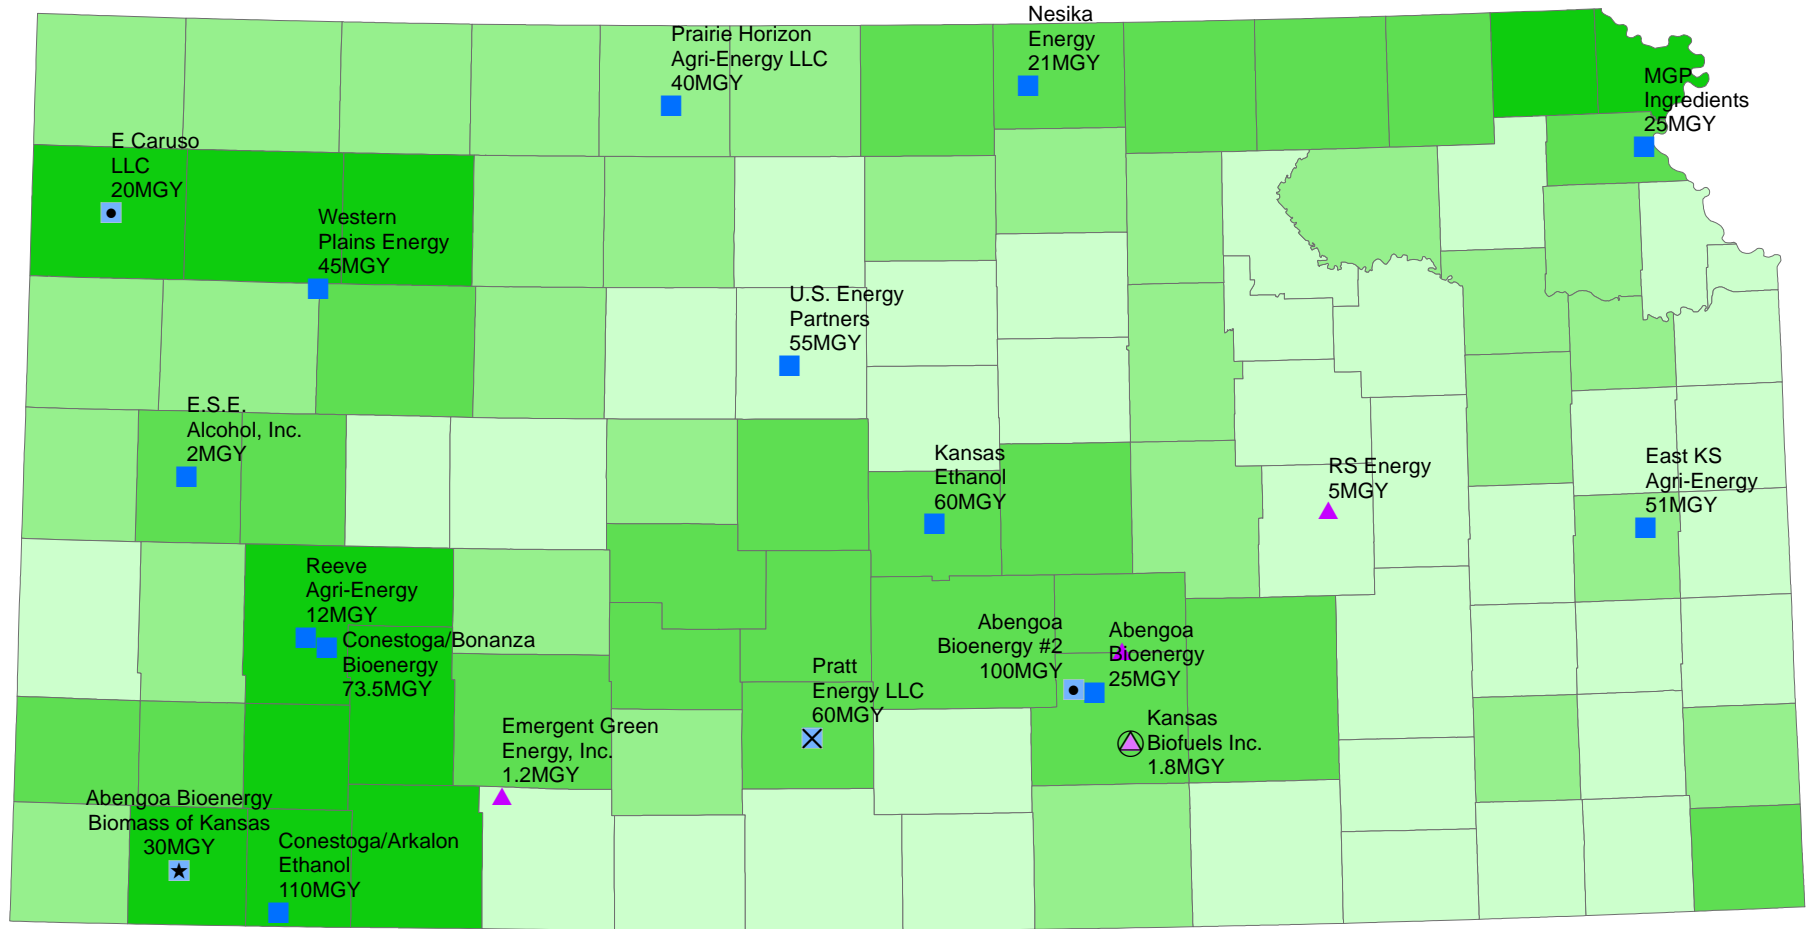 Nesika
Energy
21MGY
Prairie Horizon
Agri-Energy LLC
40MGY
MGP
Ingredients
25MGY
E Caruso
LLC
20MGY
Western
Plains Energy
45MGY
U.S. Energy
Partners
55MGY
E.S.E.
Alcohol, Inc.
2MGY
Kansas
Ethanol
60MGY
RS Energy
5MGY
East KS
Agri-Energy
51MGY
Reeve
Agri-Energy
12MGY
Conestoga/Bonanza
Bioenergy
73.5MGY
Abengoa
Bioenergy #2
100MGY
Abengoa
Bioenergy
25MGY
Pratt
Energy LLC
60MGY
Emergent Green
Energy, Inc.
1.2MGY
Kansas
Biofuels Inc.
1.8MGY
Abengoa Bioenergy
Biomass of Kansas
30MGY
Conestoga/Arkalon
Ethanol
110MGY